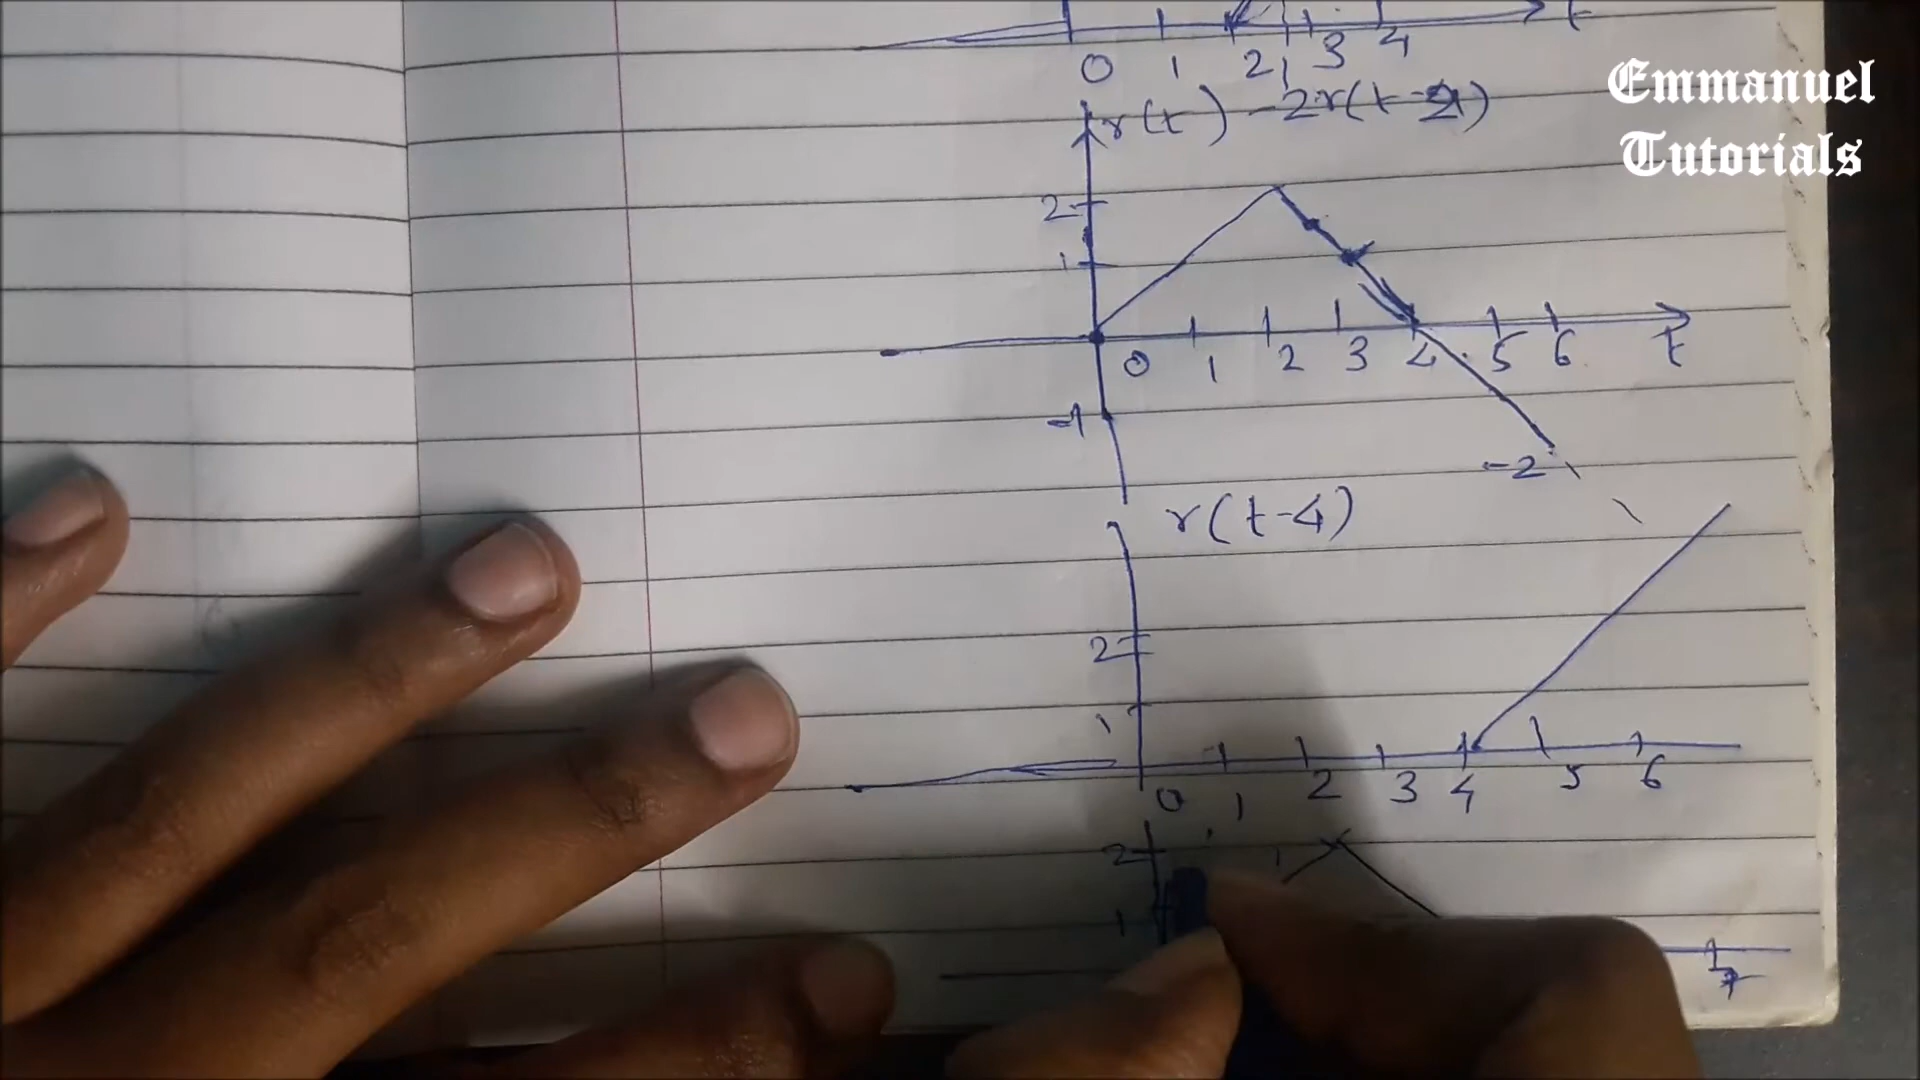 0 1 2 3 4 t
Emmanuel
Tutorials
r(t) -2r(t-2)
2
1
0 1 2 3 4 5 6 t
-1
-2
r(t-4)
2
1
0 1 2 3 4 5 6
2
1
7